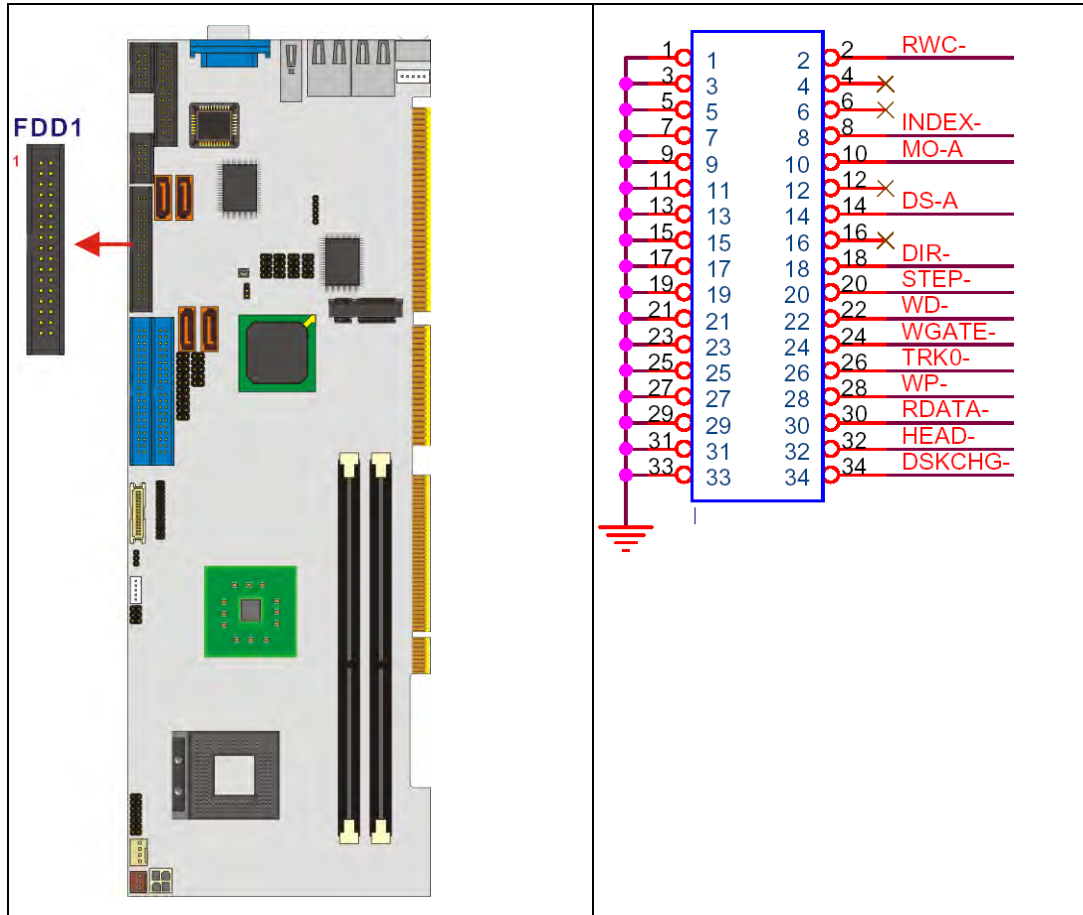 FDD1
1
1 1 2 2 RWC-
3 3 4 4
5 5 6 6
7 7 8 8 INDEX-
9 9 10 10 MO-A
11 11 12 12
13 13 14 14 DS-A
15 15 16 16
17 17 18 18 DIR-
19 19 20 20 STEP-
21 21 22 22 WD-
23 23 24 24 WGATE-
25 25 26 26 TRK0-
27 27 28 28 WP-
29 29 30 30 RDATA-
31 31 32 32 HEAD-
33 33 34 34 DSKCHG-